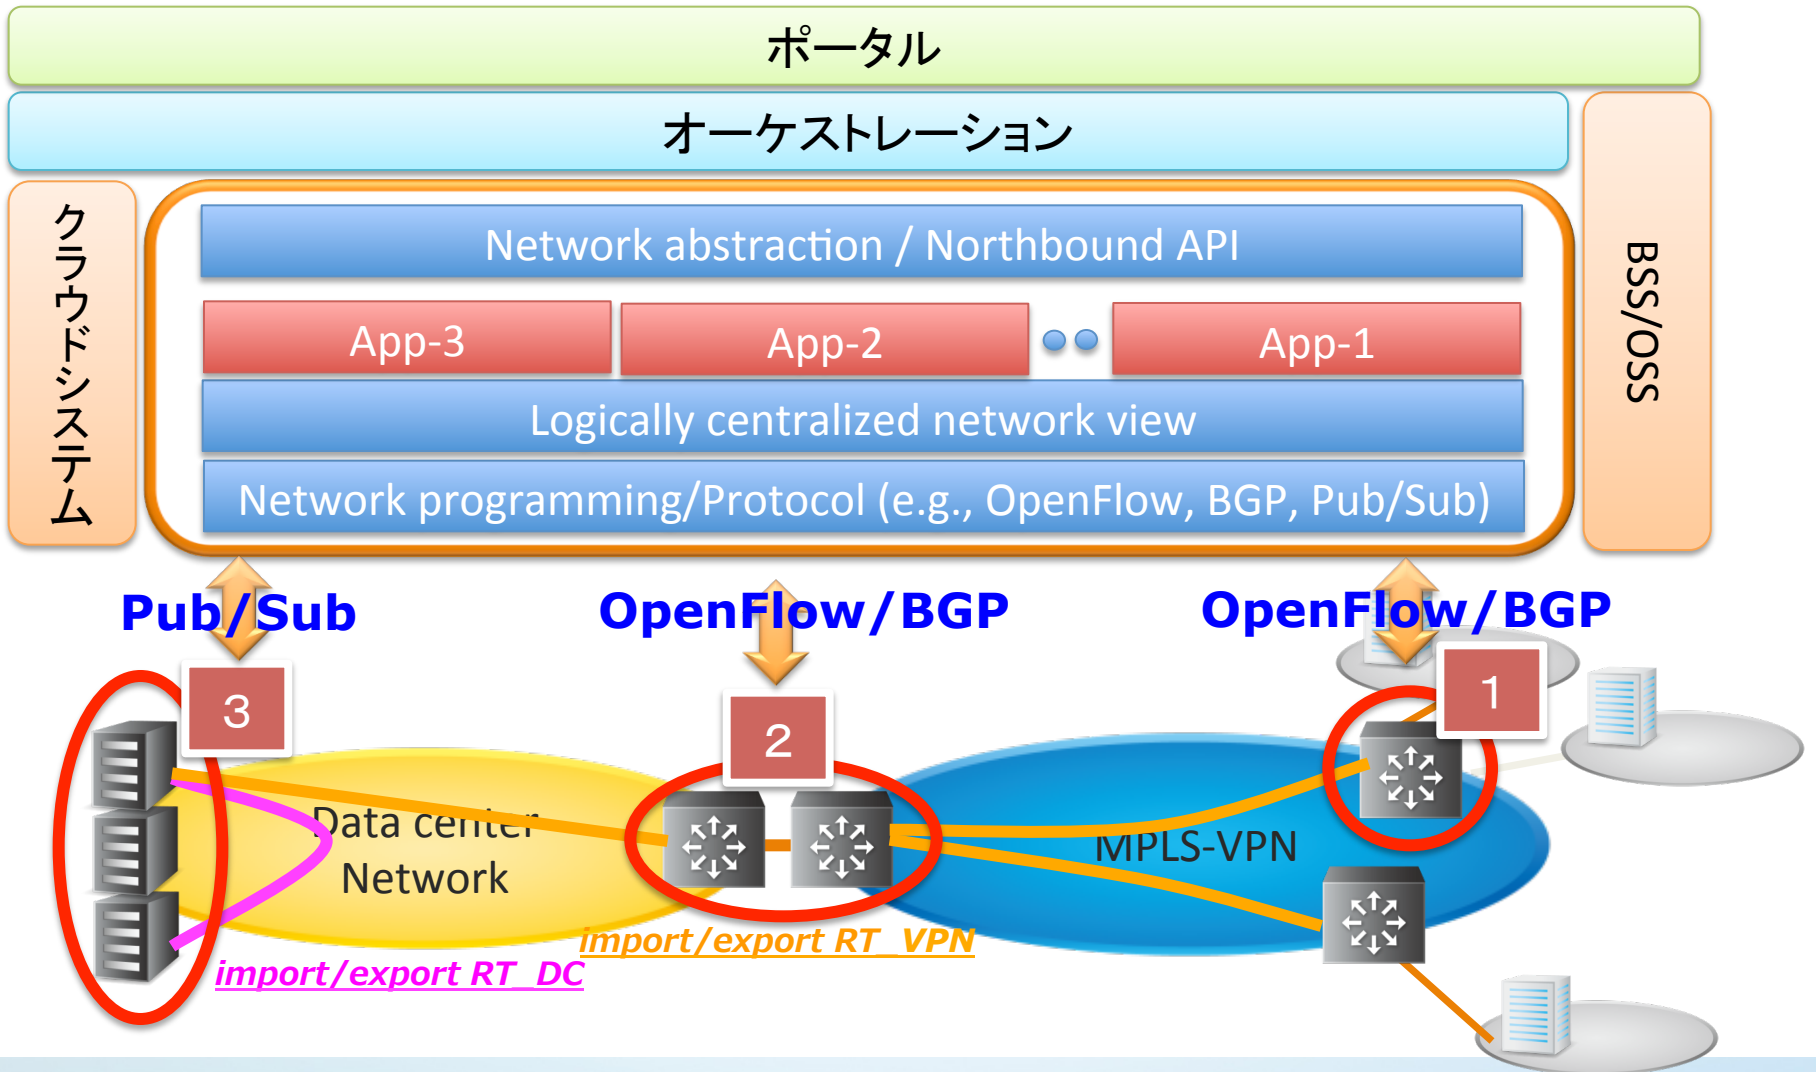 ポータル
オーケストレーション
クラウドシステム
BSS/OSS
Network abstraction / Northbound API
App-3
App-2
App-1
Logically centralized network view
Network programming/Protocol (e.g., OpenFlow, BGP, Pub/Sub)
Pub/Sub
OpenFlow/BGP
OpenFlow/BGP
3
2
1
Data center
Network
MPLS-VPN
import/export RT_VPN
import/export RT_DC